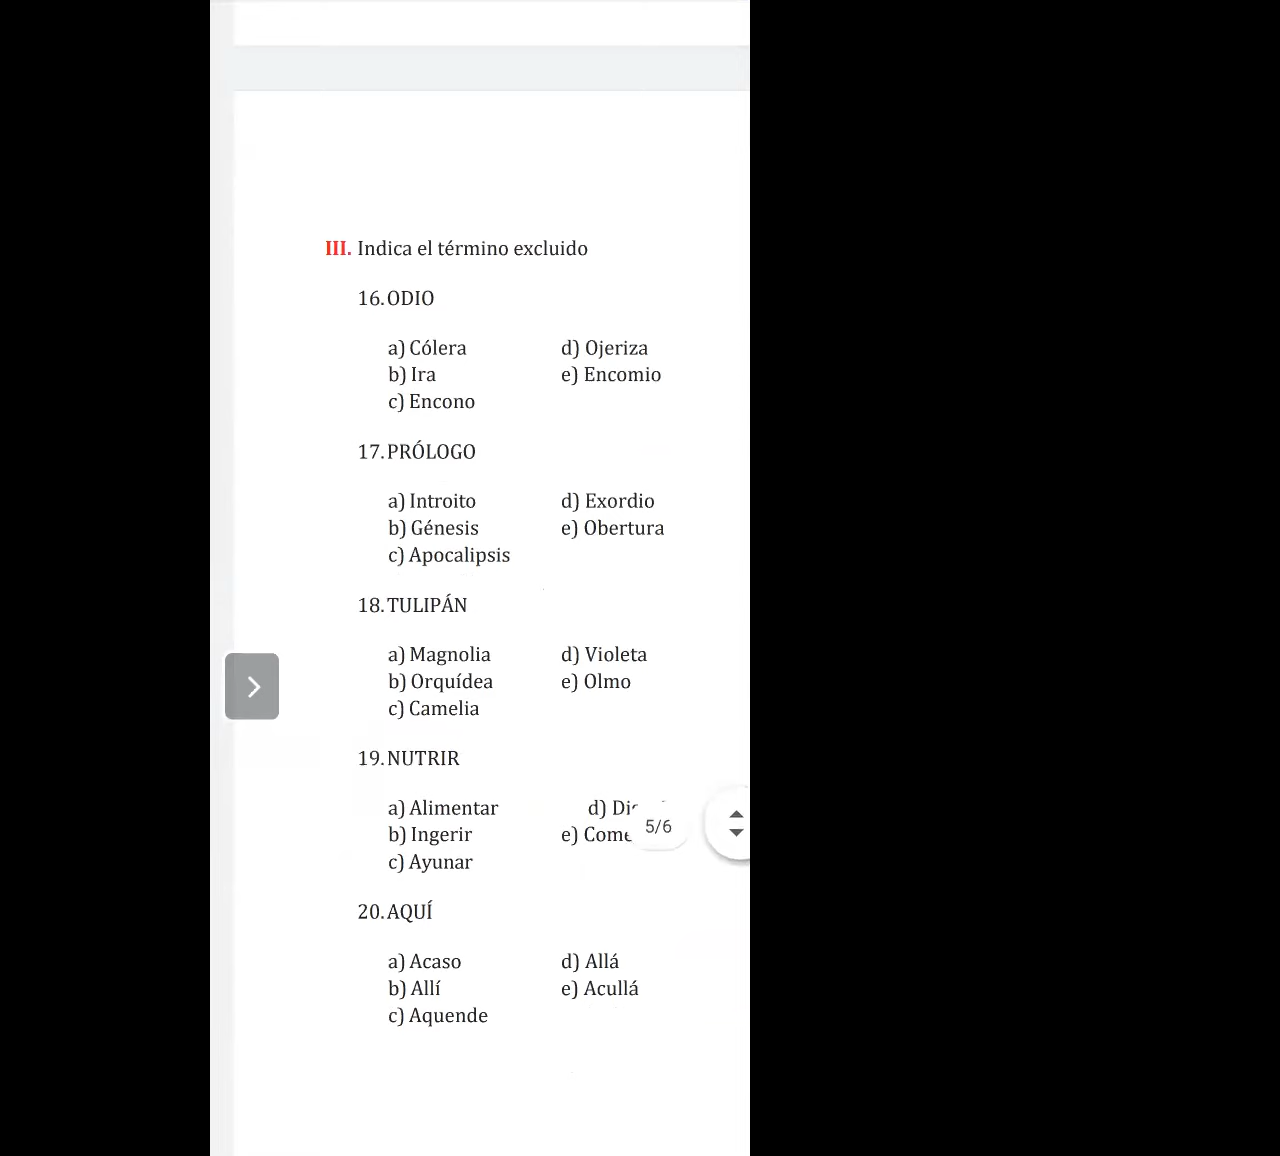 III. Indica el término excluido
16. ODIO
a) Cólera
b) Ira
c) Encono
d) Ojeriza
e) Encomio
17. PRÓLOGO
a) Introito
b) Génesis
c) Apocalipsis
d) Exordio
e) Obertura
18. TULIPÁN
a) Magnolia
b) Orquídea
c) Camelia
d) Violeta
e) Olmo
19. NUTRIR
a) Alimentar
b) Ingerir
c) Ayunar
d)
e)
5/6
20. AQUÍ
a) Acaso
b) Allí
c) Aquende
d) Allá
e) Acullá